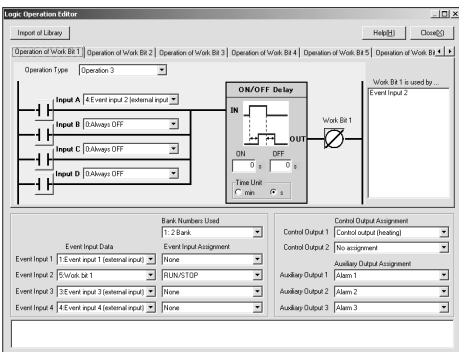 Logic Operation Editor
Import of Library
Help(H)
Close(X)
Operation of Work Bit 1
Operation of Work Bit 2
Operation of Work Bit 3
Operation of Work Bit 4
Operation of Work Bit 5
Operation of Work Bi
Operation Type
Operation 3
Input A
4:Event input 2 (external input
Input B
0:Always OFF
Input C
0:Always OFF
Input D
0:Always OFF
ON/OFF Delay
IN
OUT
ON
OFF
0 s
0 s
Time Unit
min
s
Work Bit 1
Work Bit 1 is used by ...
Event Input 2
Bank Numbers Used
1: 2 Bank
Event Input Data
Event Input Assignment
Event Input 1
1:Event input 1 (external input)
None
Event Input 2
5:Work bit 1
RUN/STOP
Event Input 3
3:Event input 3 (external input)
None
Event Input 4
4:Event input 4 (external input)
None
Control Output Assignment
Control Output 1
Control output (heating)
Control Output 2
No assignment
Auxiliary Output Assignment
Auxiliary Output 1
Alarm 1
Auxiliary Output 2
Alarm 2
Auxiliary Output 3
Alarm 3